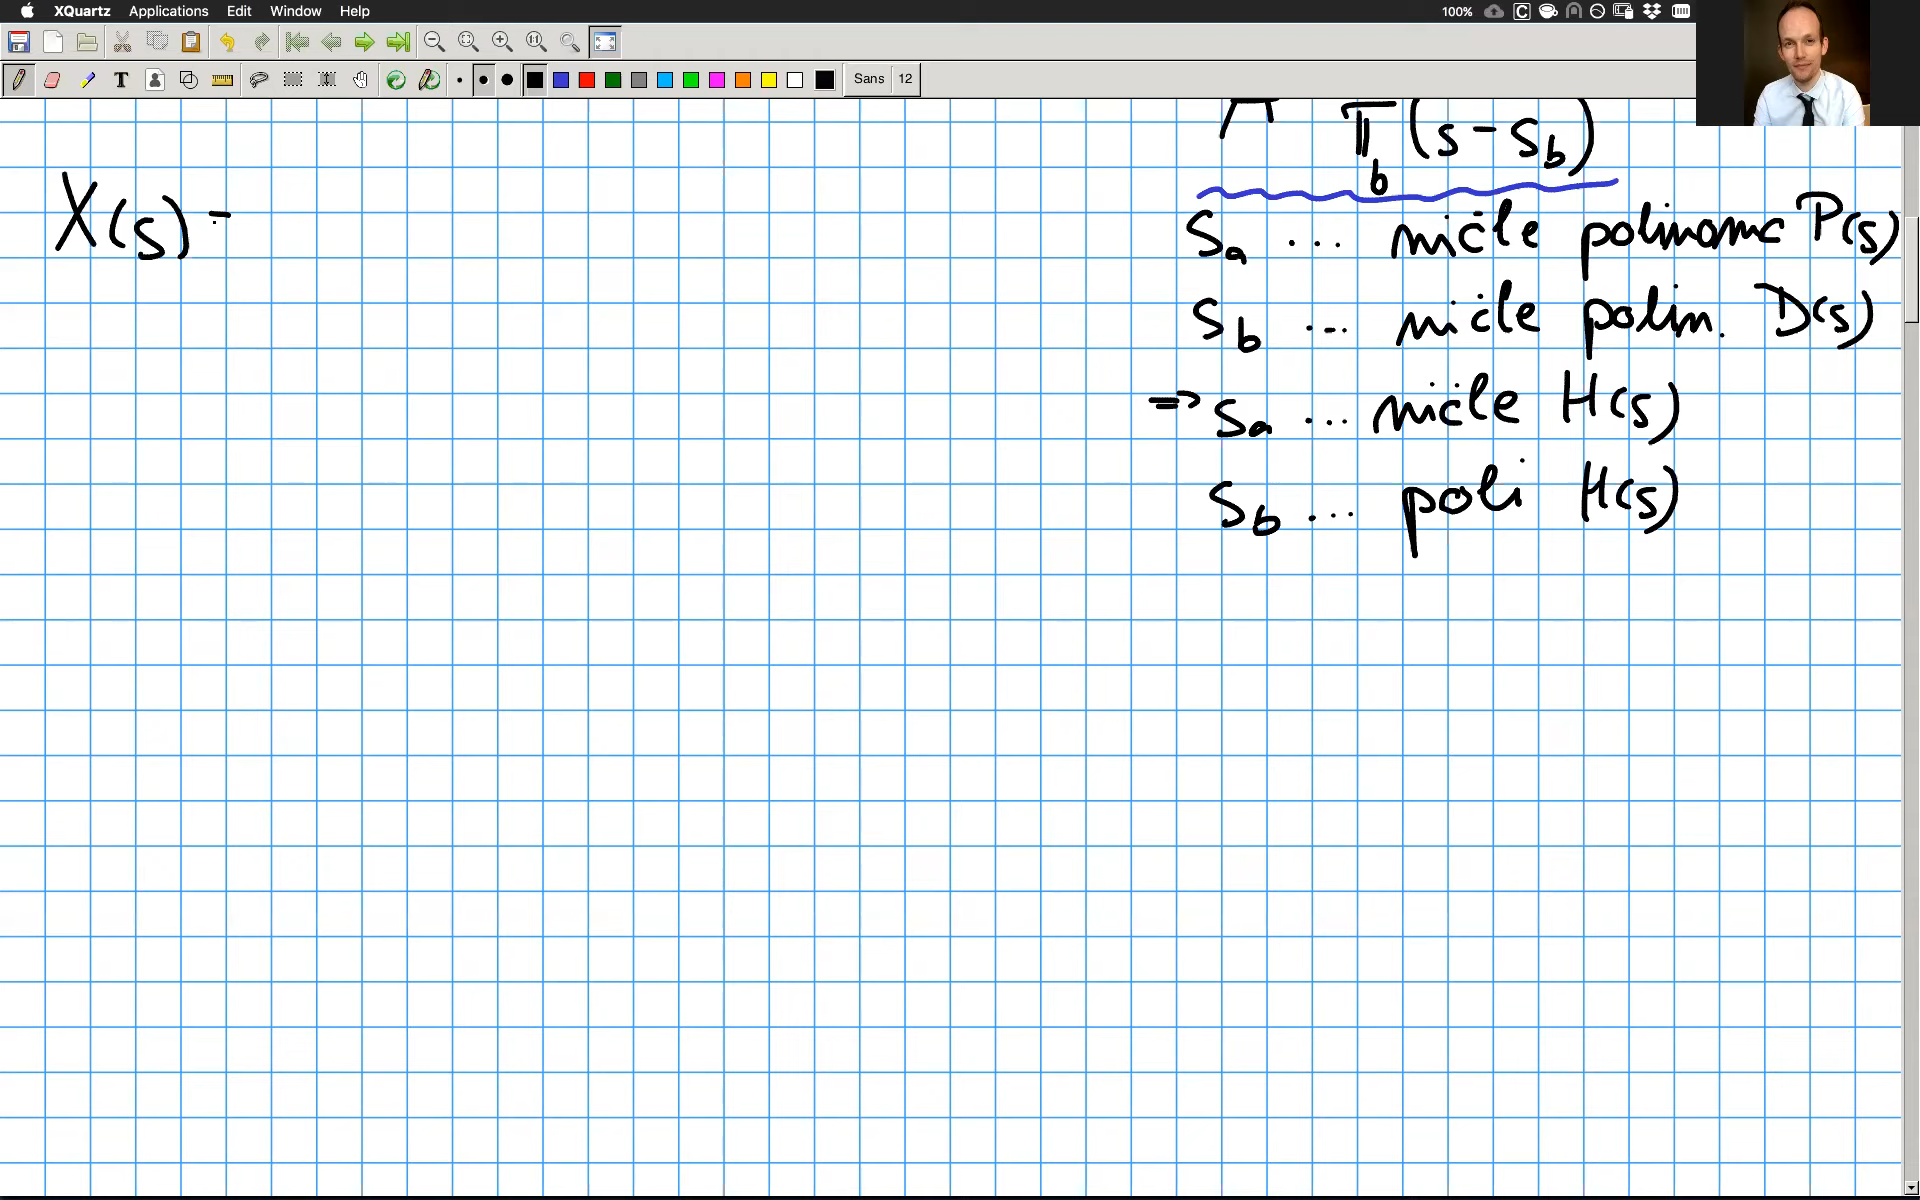 XQuartz Applications Edit Window Help
100%
Sans 12
∏_b (s - s_b)
X(s) =
s_a ... ničle polinoma P(s)
s_b ... ničle polin. D(s)
=> s_a ... ničle H(s)
s_b ... poli H(s)